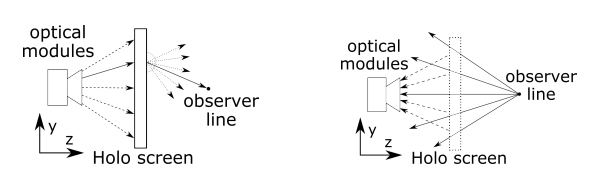 optical
modules
observer
line
y
z
Holo screen
optical
modules
observer
line
y
z
Holo screen